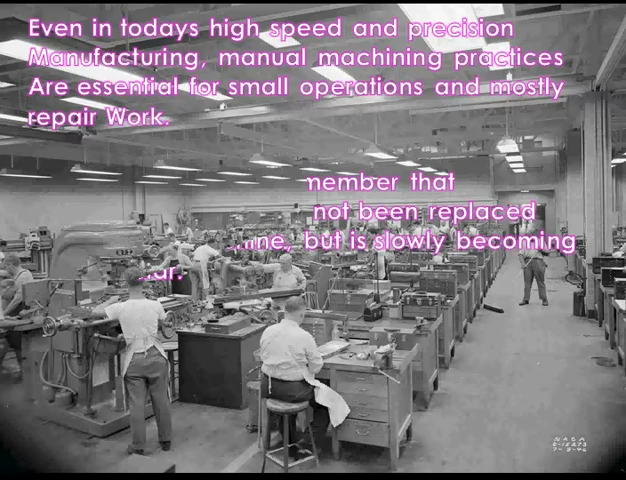 Even in todays high speed and precision
Manufacturing, manual machining practices
Are essential for small operations and mostly
repair Work.
that
not been replaced
but is slowly becoming
NACA